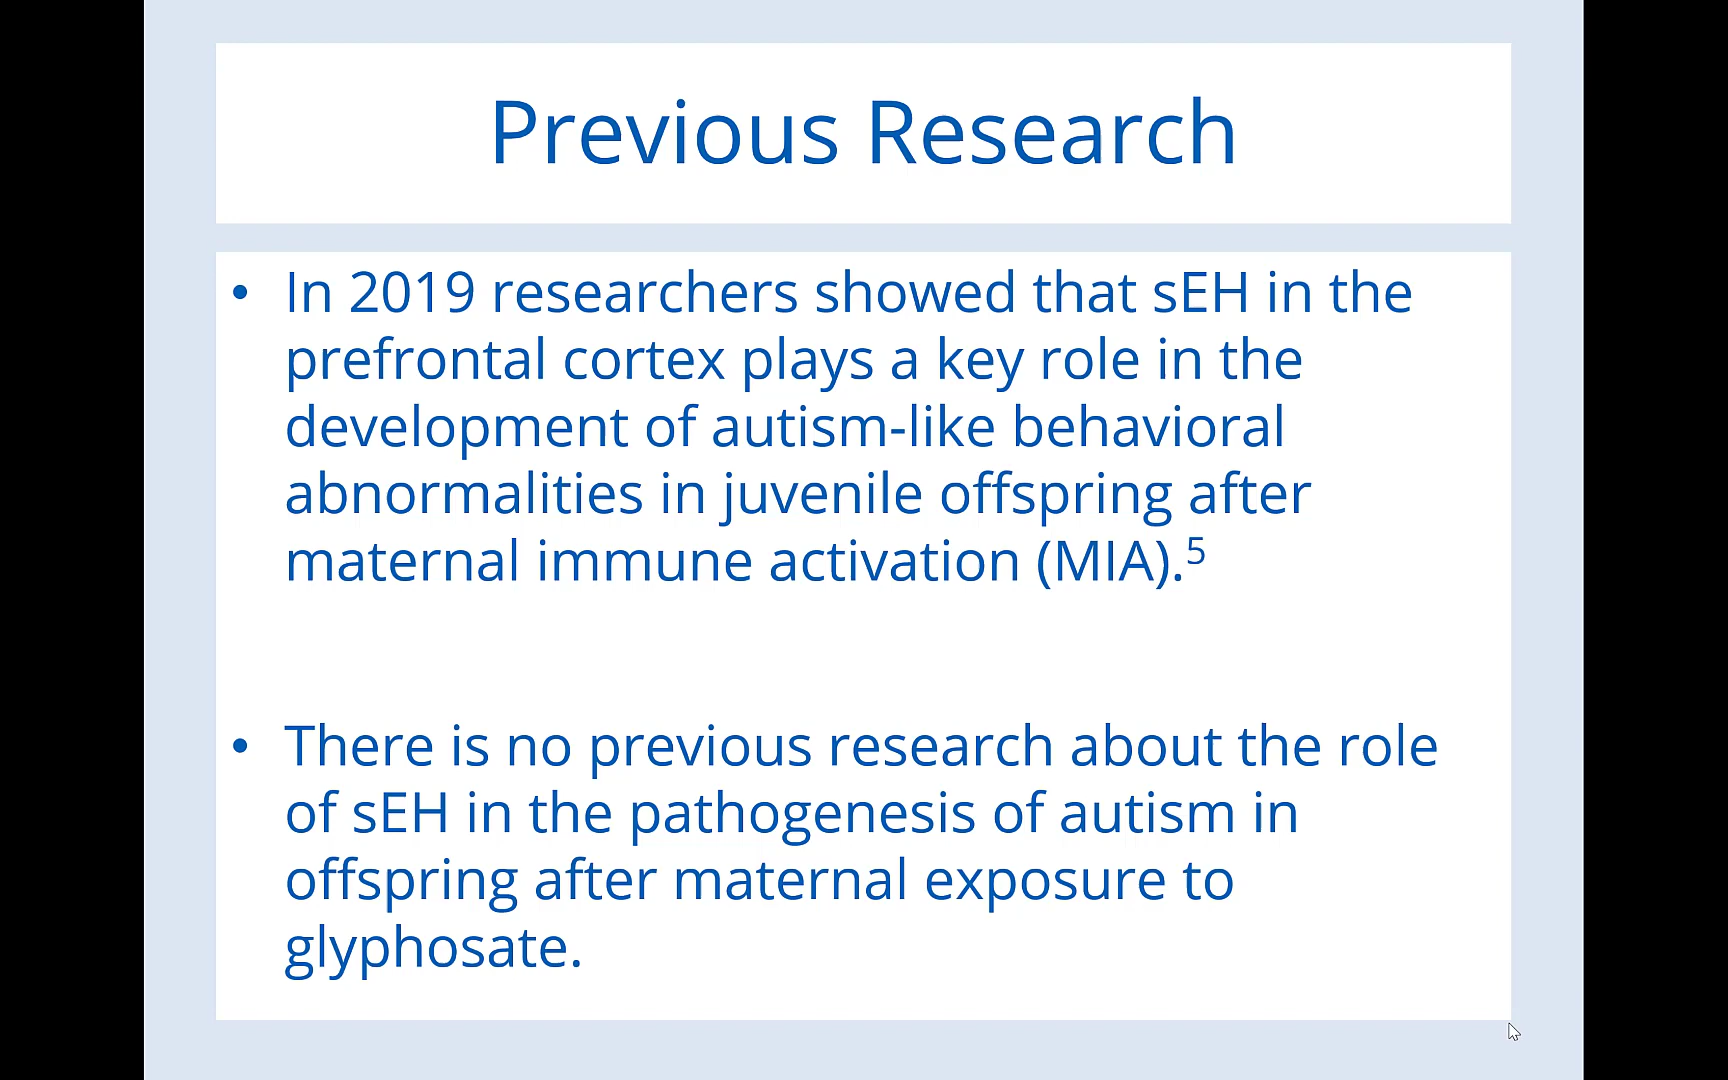 Previous Research
• In 2019 researchers showed that sEH in the
prefrontal cortex plays a key role in the
development of autism-like behavioral
abnormalities in juvenile offspring after
maternal immune activation (MIA).⁵
• There is no previous research about the role
of sEH in the pathogenesis of autism in
offspring after maternal exposure to
glyphosate.